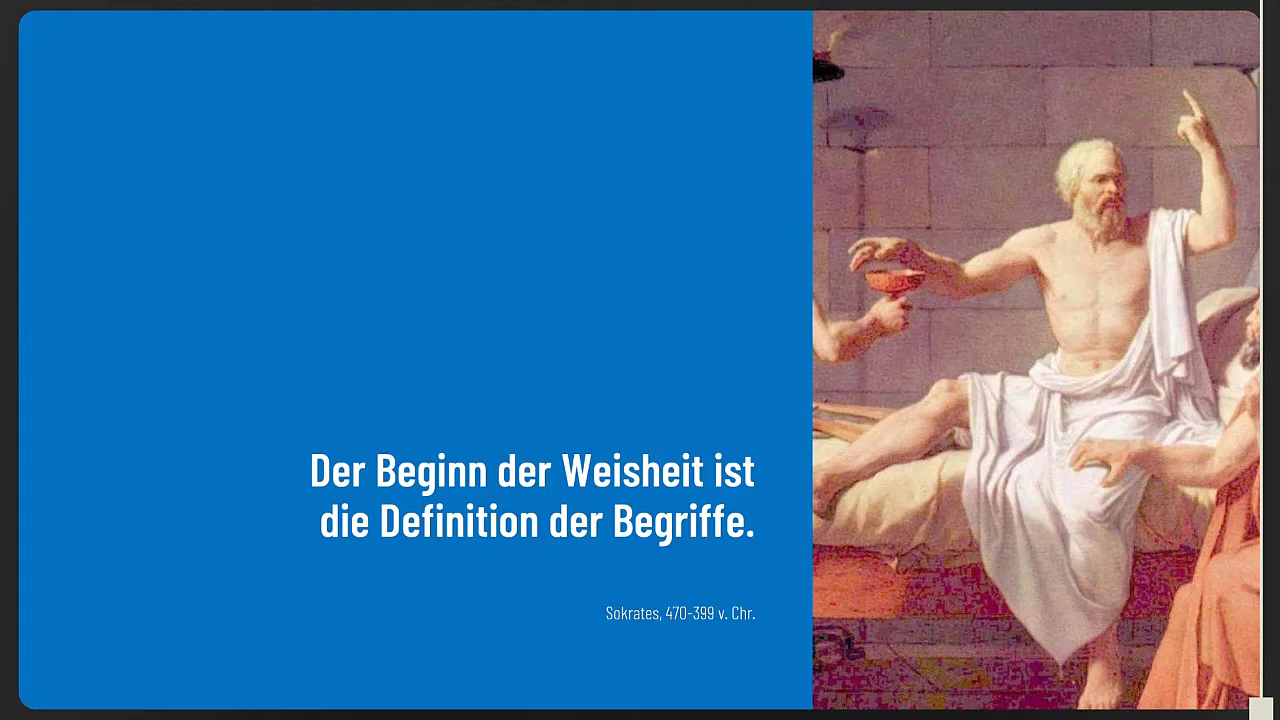 Der Beginn der Weisheit ist
die Definition der Begriffe.
Sokrates, 470-399 v. Chr.